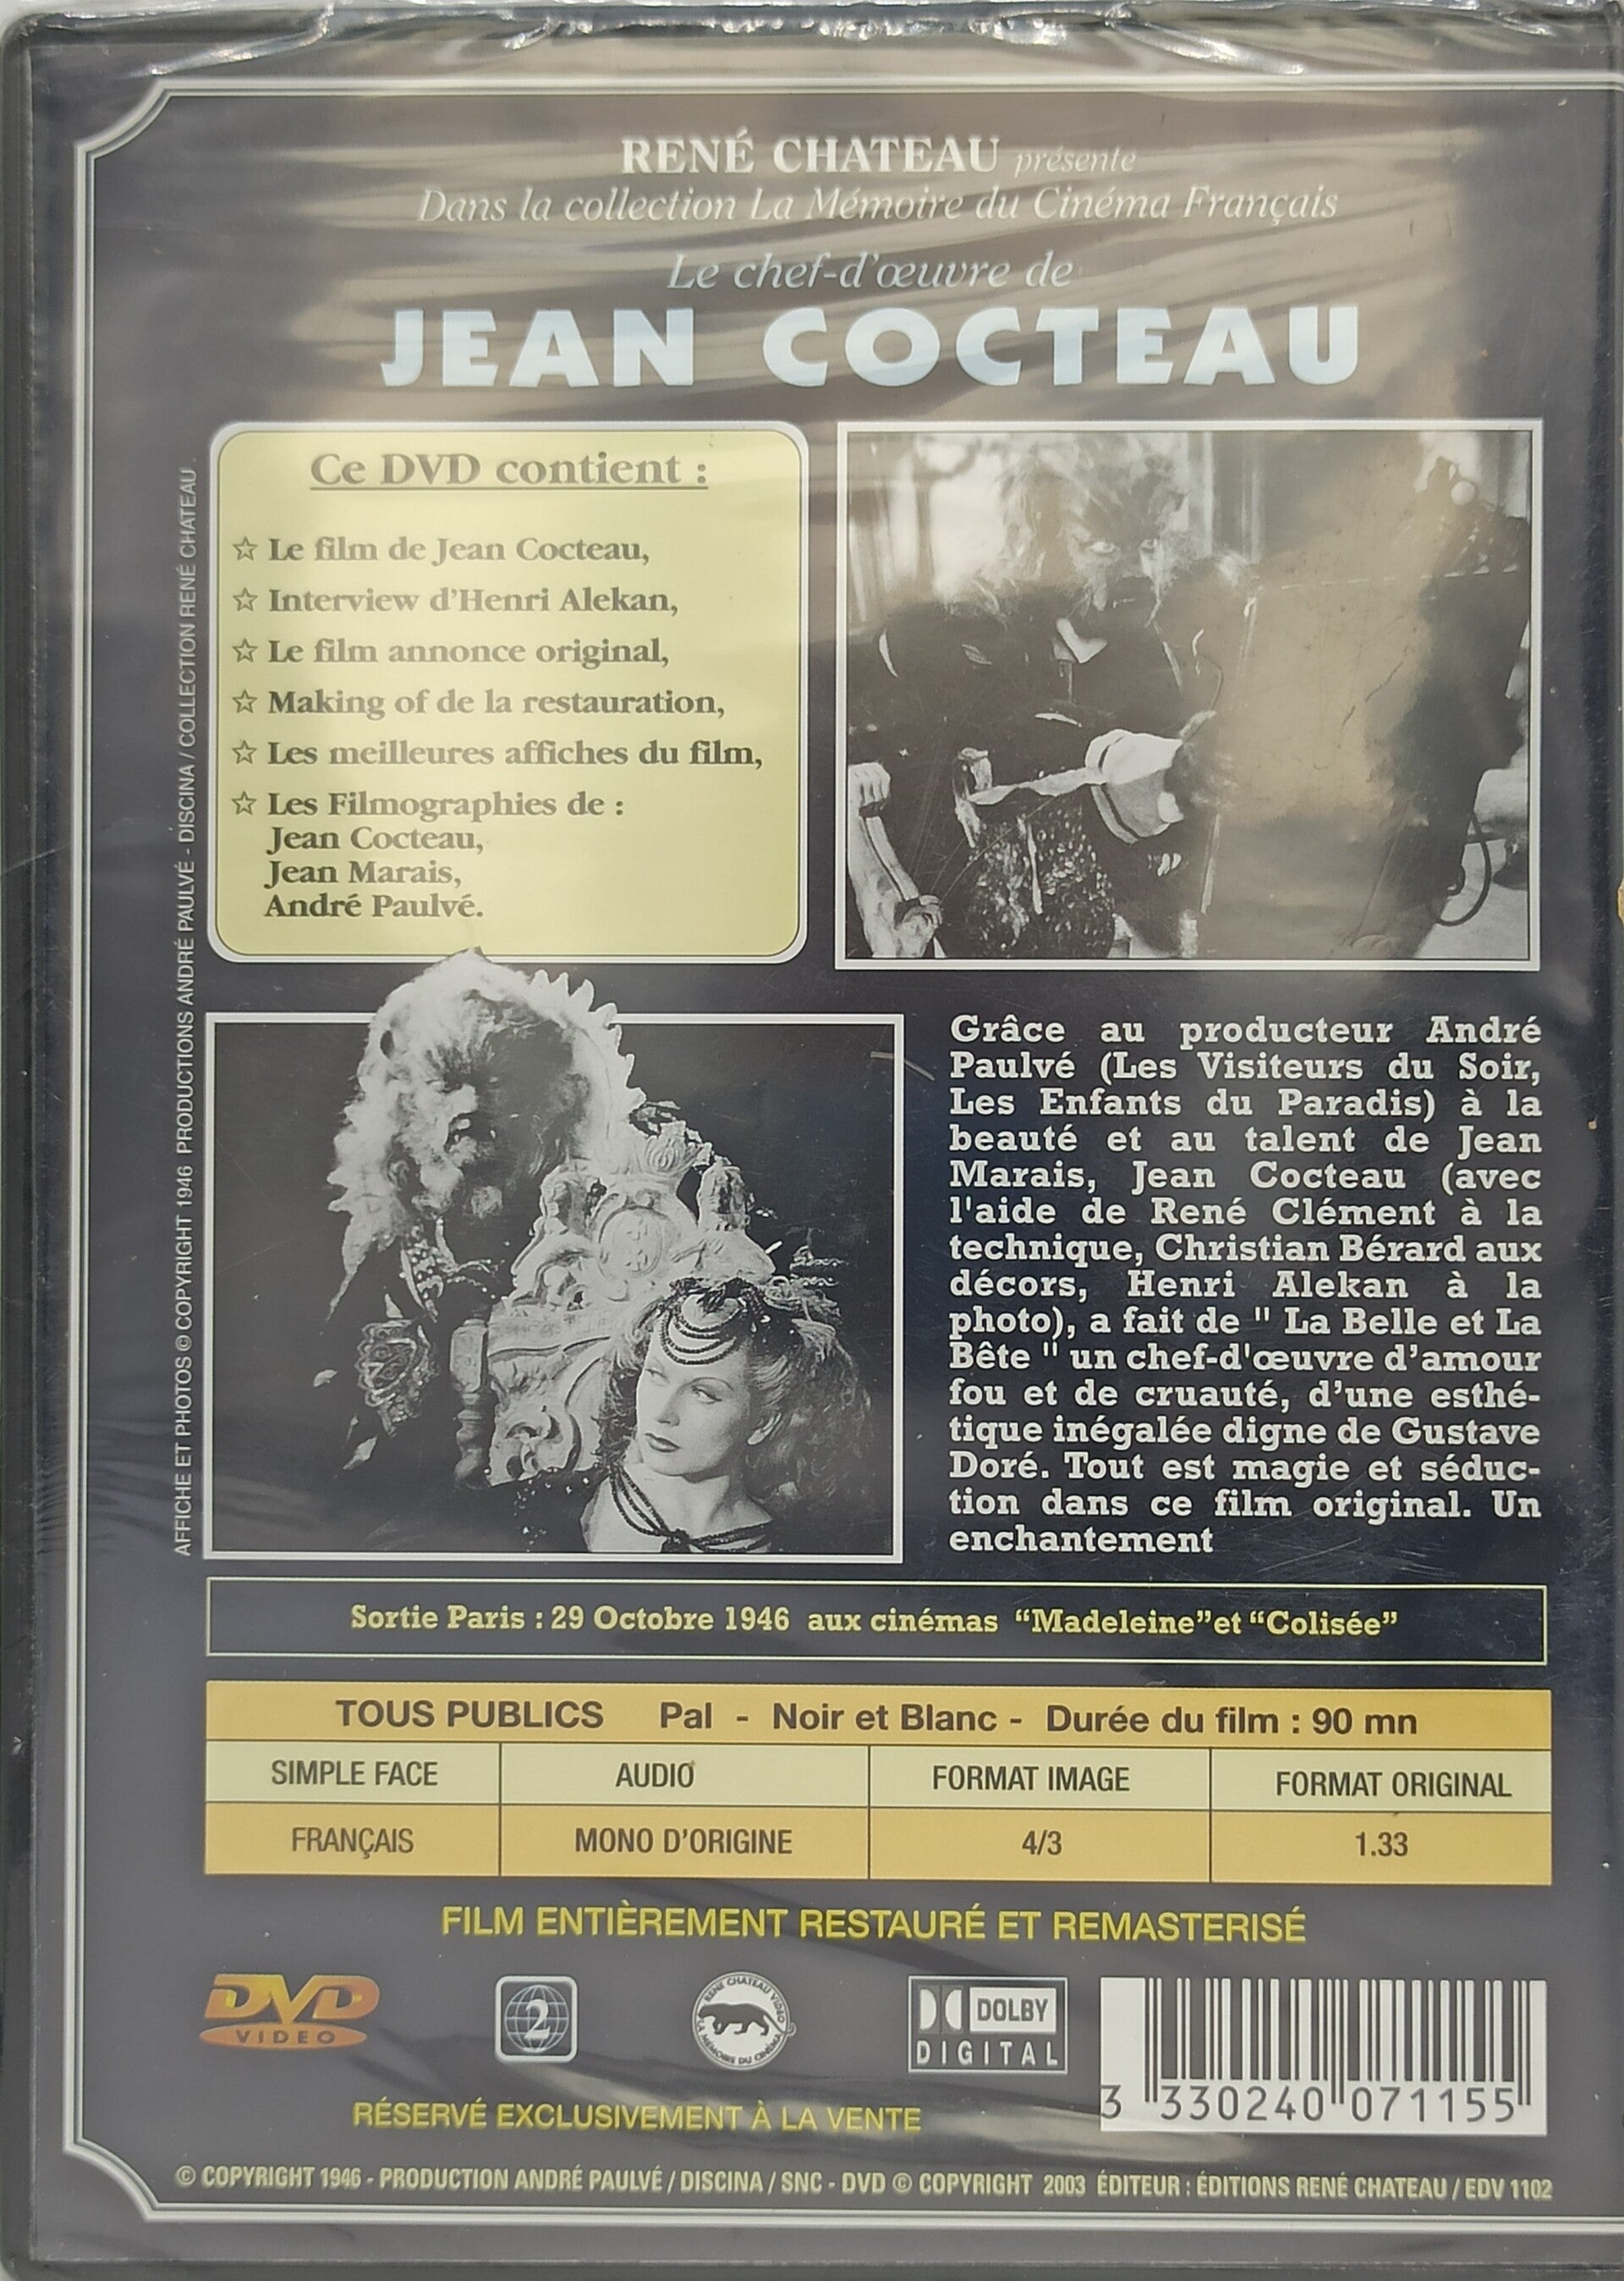 RENÉ CHATEAU présente
Dans la collection La Mémoire du Cinéma Français
Le chef-d'œuvre de
JEAN COCTEAU
Ce DVD contient :
☆ Le film de Jean Cocteau,
☆ Interview d'Henri Alekan,
☆ Le film annonce original,
☆ Making of de la restauration,
☆ Les meilleures affiches du film,
☆ Les Filmographies de :
Jean Cocteau,
Jean Marais,
André Paulvé.
AFFICHE ET PHOTOS © COPYRIGHT 1946 PRODUCTIONS ANDRÉ PAULVÉ - DISCINA / COLLECTION RENÉ CHATEAU
Grâce au producteur André
Paulvé (Les Visiteurs du Soir,
Les Enfants du Paradis) à la
beauté et au talent de Jean
Marais, Jean Cocteau (avec
l'aide de René Clément à la
technique, Christian Bérard aux
décors, Henri Alekan à la
photo), a fait de " La Belle et La
Bête " un chef-d'œuvre d'amour
fou et de cruauté, d'une esthé-
tique inégalée digne de Gustave
Doré. Tout est magie et séduc-
tion dans ce film original. Un
enchantement
Sortie Paris : 29 Octobre 1946 aux cinémas "Madeleine"et "Colisée"
TOUS PUBLICS Pal - Noir et Blanc - Durée du film : 90 mn
SIMPLE FACE AUDIO FORMAT IMAGE FORMAT ORIGINAL
FRANÇAIS MONO D'ORIGINE 4/3 1.33
FILM ENTIÈREMENT RESTAURÉ ET REMASTERISÉ
DVD
VIDEO
2
RENÉ CHATEAU VIDEO
LA MÉMOIRE DU CINÉMA
DOLBY
DIGITAL
3 330240 071155
RÉSERVÉ EXCLUSIVEMENT À LA VENTE
© COPYRIGHT 1946 - PRODUCTION ANDRÉ PAULVÉ / DISCINA / SNC - DVD © COPYRIGHT 2003 ÉDITEUR : ÉDITIONS RENÉ CHATEAU / EDV 1102